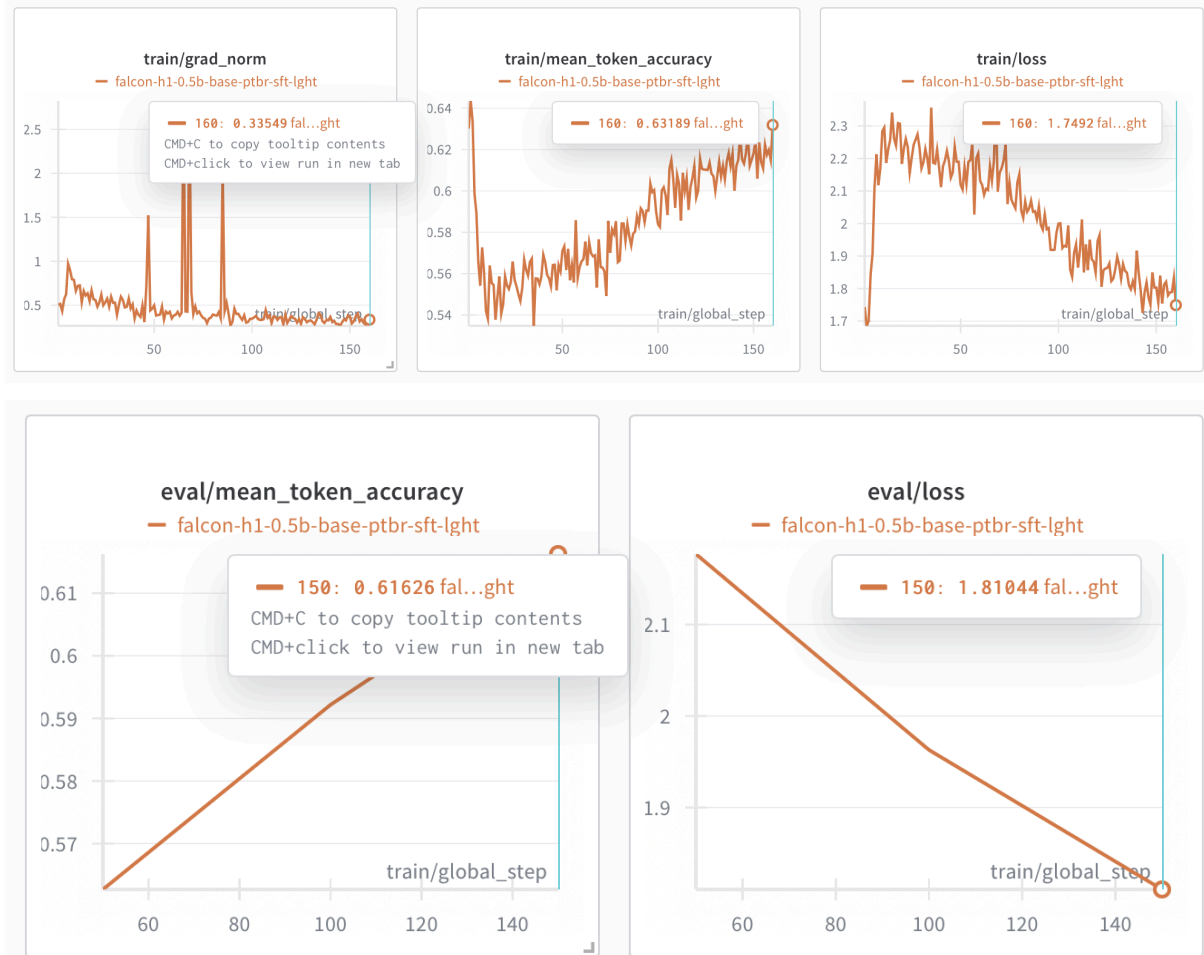 train/grad_norm
falcon-h1-0.5b-base-ptbr-sft-lght
160: 0.33549 fal...ght
CMD+C to copy tooltip contents
CMD+click to view run in new tab
2.5
2
1.5
1
0.5
train/global_step
50
100
150
train/mean_token_accuracy
falcon-h1-0.5b-base-ptbr-sft-lght
160: 0.63189 fal...ght
0.64
0.62
0.6
0.58
0.56
0.54
train/global_step
50
100
150
train/loss
falcon-h1-0.5b-base-ptbr-sft-lght
160: 1.7492 fal...ght
2.3
2.2
2.1
2
1.9
1.8
1.7
train/global_step
50
100
150
eval/mean_token_accuracy
falcon-h1-0.5b-base-ptbr-sft-lght
150: 0.61626 fal...ght
CMD+C to copy tooltip contents
CMD+click to view run in new tab
0.61
0.6
0.59
0.58
0.57
train/global_step
60
80
100
120
140
eval/loss
falcon-h1-0.5b-base-ptbr-sft-lght
150: 1.81044 fal...ght
2.1
2
1.9
train/global_step
60
80
100
120
140